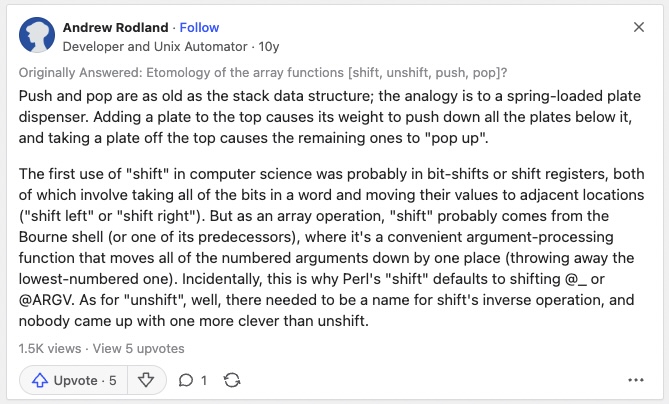 Andrew Rodland · Follow
Developer and Unix Automator · 10y
Originally Answered: Etomology of the array functions [shift, unshift, push, pop]?
Push and pop are as old as the stack data structure; the analogy is to a spring-loaded plate
dispenser. Adding a plate to the top causes its weight to push down all the plates below it,
and taking a plate off the top causes the remaining ones to "pop up".
The first use of "shift" in computer science was probably in bit-shifts or shift registers, both
of which involve taking all of the bits in a word and moving their values to adjacent locations
("shift left" or "shift right"). But as an array operation, "shift" probably comes from the
Bourne shell (or one of its predecessors), where it's a convenient argument-processing
function that moves all of the numbered arguments down by one place (throwing away the
lowest-numbered one). Incidentally, this is why Perl's "shift" defaults to shifting @_ or
@ARGV. As for "unshift", well, there needed to be a name for shift's inverse operation, and
nobody came up with one more clever than unshift.
1.5K views · View 5 upvotes
Upvote · 5 1